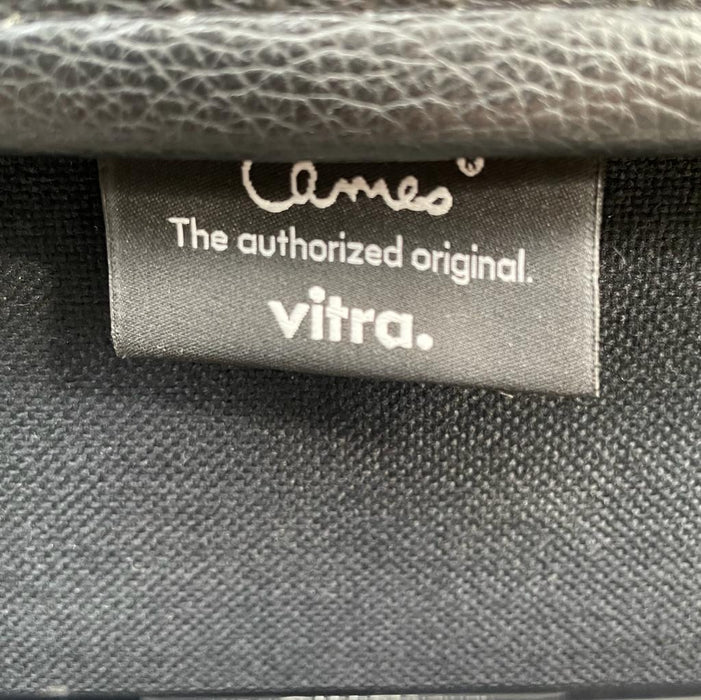 Eames®
The authorized original.
vitra.